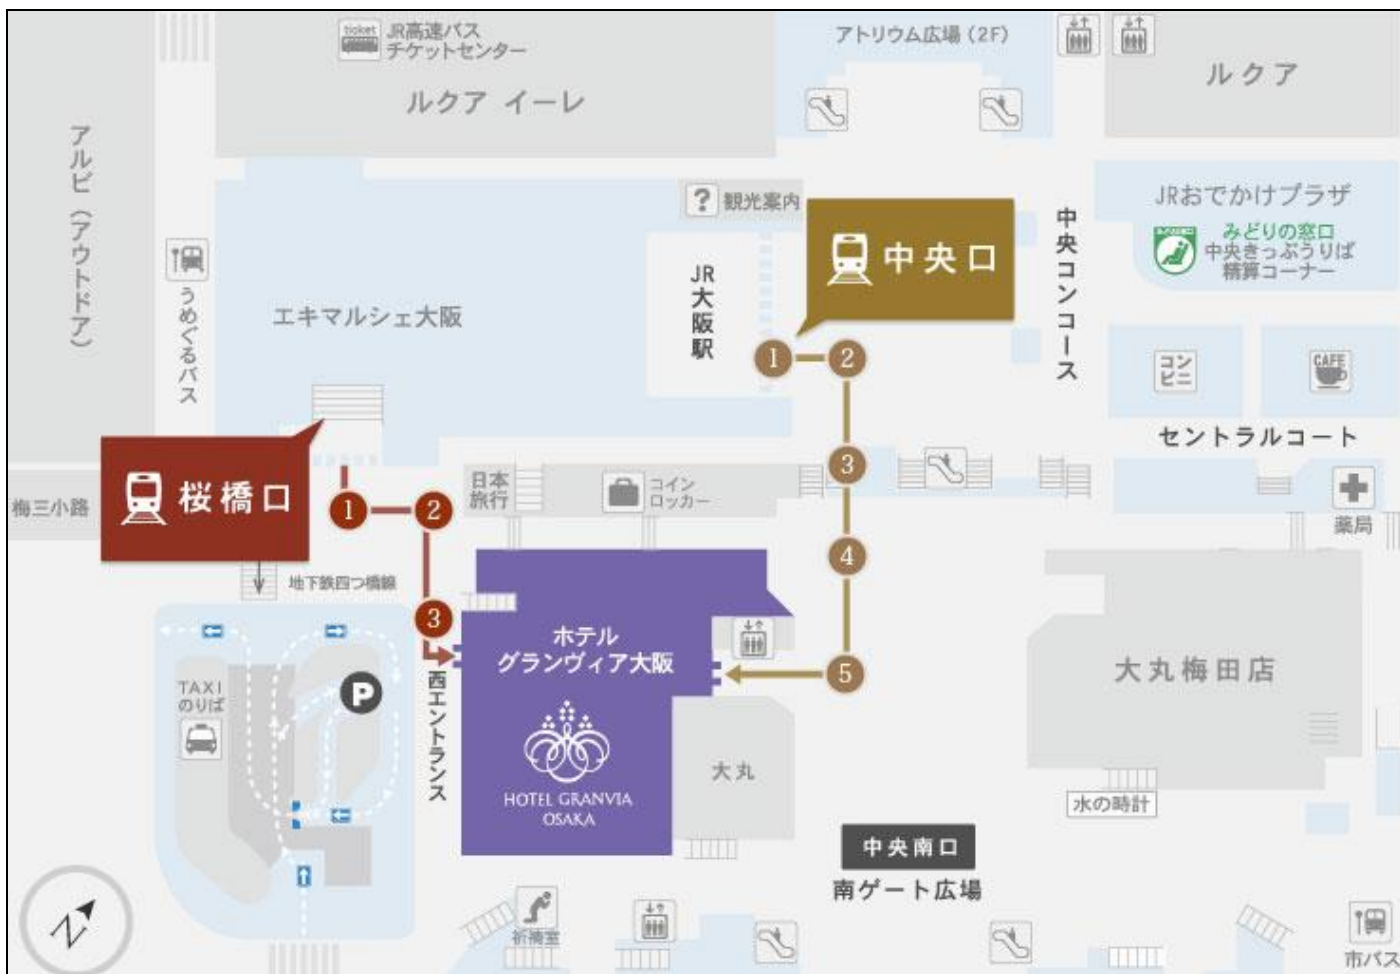 ticket
JR高速バス
チケットセンター
ルクア イーレ
アトリウム広場（2F）
ルクア
アルビ（アウトドア）
うめぐるバス
エキマルシェ大阪
?
観光案内
JR大阪駅
中央口
中央コンコース
JRおでかけプラザ
みどりの窓口
中央きっぷうりば
精算コーナー
1
2
コン
ビニ
CAFE
セントラルコート
3
桜橋口
梅三小路
1
2
日本
旅行
コイン
ロッカー
薬局
4
地下鉄四つ橋線
3
ホテル
グランヴィア大阪
5
西エントランス
TAXI
のりば
P
HOTEL GRANVIA
OSAKA
大丸
大丸梅田店
水の時計
中央南口
南ゲート広場
祈祷室
市バス
N